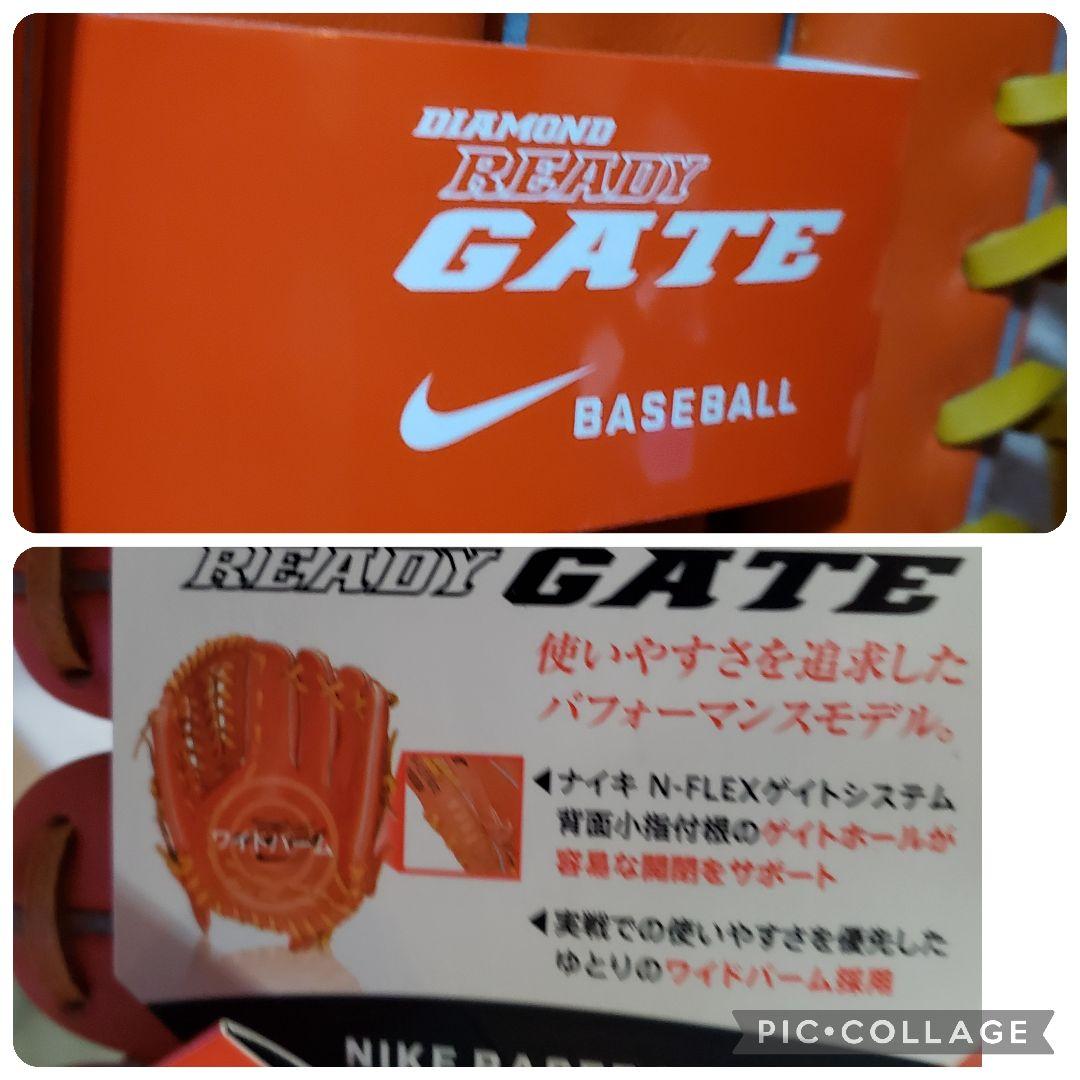 DIAMOND
READY
GATE
BASEBALL
READY GATE
使いやすさを追求した
パフォーマンスモデル。
ワイドパーム
◀ナイキ N-FLEXゲイトシステム
背面小指付根のゲイトホールが
容易な開閉をサポート
◀実戦での使いやすさを優先した
ゆとりのワイドパーム採用
NIKE
PIC•COLLAGE